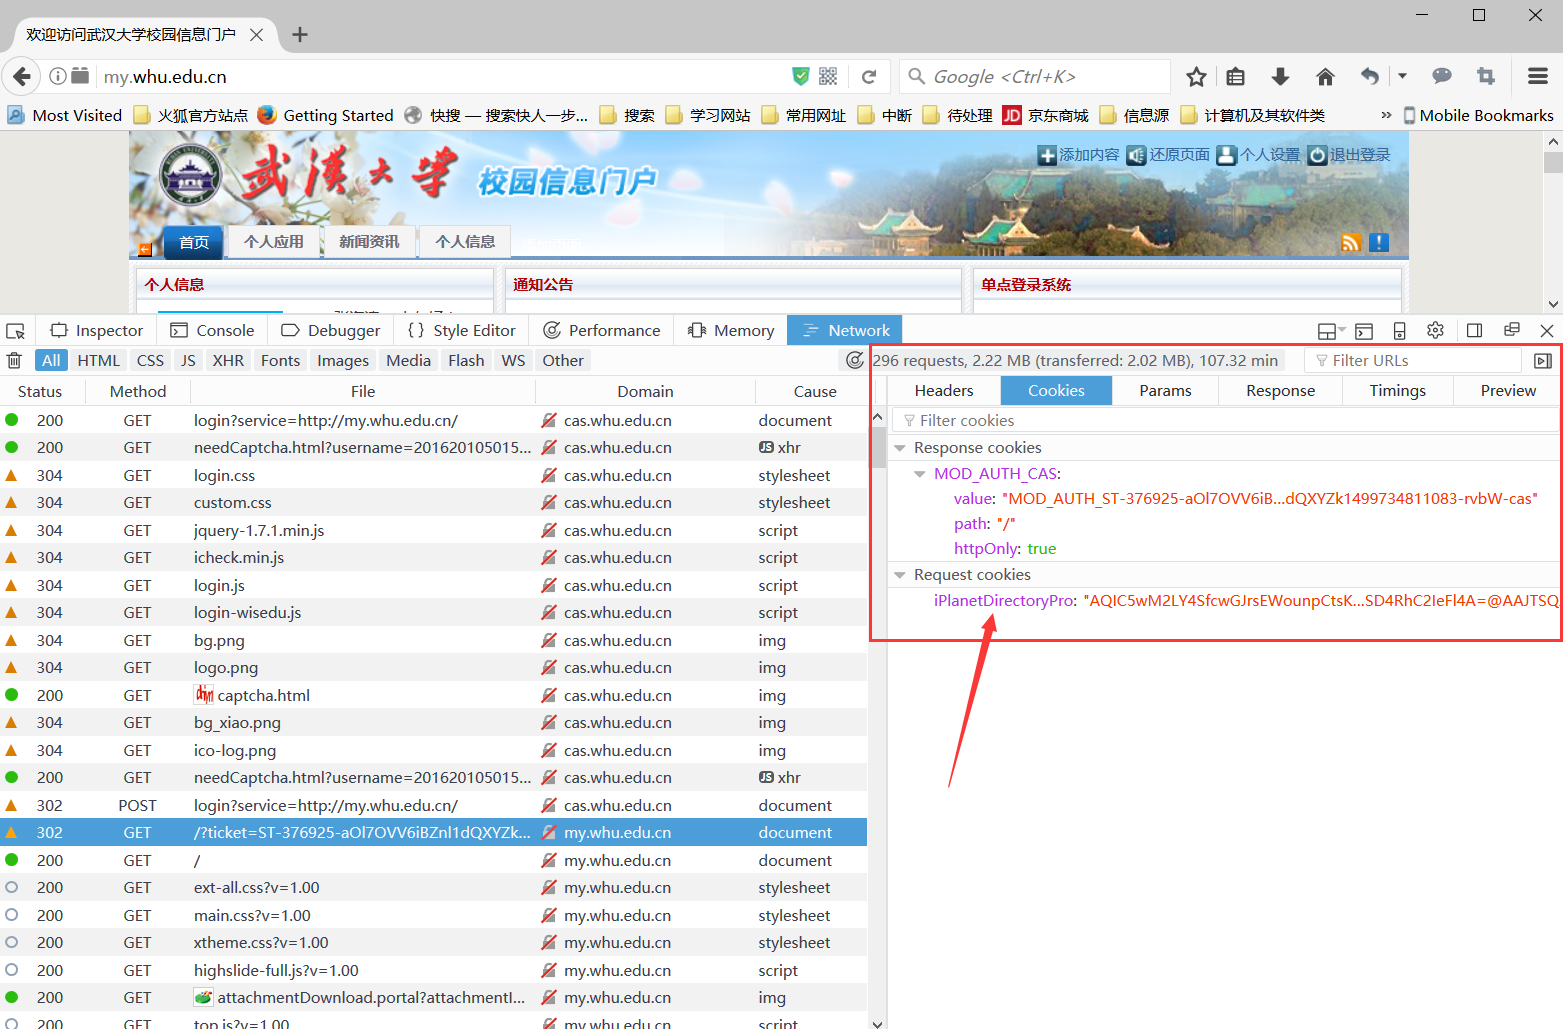 欢迎访问武汉大学校园信息门户
my.whu.edu.cn
Google <Ctrl+K>
Most Visited 火狐官方站点 Getting Started 快搜 — 搜索快人一步... 搜索 学习网站 常用网址 中断 待处理 JD 京东商城 信息源 计算机及其软件类 » Mobile Bookmarks
武漢大学 校园信息门户
添加内容 还原页面 个人设置 退出登录
首页 个人应用 新闻资讯 个人信息
个人信息 通知公告 单点登录系统
Inspector Console Debugger Style Editor Performance Memory Network
All HTML CSS JS XHR Fonts Images Media Flash WS Other 296 requests, 2.22 MB (transferred: 2.02 MB), 107.32 min Filter URLs
Status Method File Domain Cause
200 GET login?service=http://my.whu.edu.cn/ cas.whu.edu.cn document
200 GET needCaptcha.html?username=201620105015... cas.whu.edu.cn JS xhr
304 GET login.css cas.whu.edu.cn stylesheet
304 GET custom.css cas.whu.edu.cn stylesheet
304 GET jquery-1.7.1.min.js cas.whu.edu.cn script
304 GET icheck.min.js cas.whu.edu.cn script
304 GET login.js cas.whu.edu.cn script
304 GET login-wisedu.js cas.whu.edu.cn script
304 GET bg.png cas.whu.edu.cn img
304 GET logo.png cas.whu.edu.cn img
200 GET captcha.html cas.whu.edu.cn img
304 GET bg_xiao.png cas.whu.edu.cn img
304 GET ico-log.png cas.whu.edu.cn img
200 GET needCaptcha.html?username=201620105015... cas.whu.edu.cn JS xhr
302 POST login?service=http://my.whu.edu.cn/ cas.whu.edu.cn document
302 GET /?ticket=ST-376925-aOl7OVV6iBZnl1dQXYZk... my.whu.edu.cn document
200 GET / my.whu.edu.cn document
200 GET ext-all.css?v=1.00 my.whu.edu.cn stylesheet
200 GET main.css?v=1.00 my.whu.edu.cn stylesheet
200 GET xtheme.css?v=1.00 my.whu.edu.cn stylesheet
200 GET highslide-full.js?v=1.00 my.whu.edu.cn script
200 GET attachmentDownload.portal?attachmentI... my.whu.edu.cn img
200 GET top.js?v=1.00 my.whu.edu.cn script
Headers Cookies Params Response Timings Preview
Filter cookies
Response cookies
MOD_AUTH_CAS:
value: "MOD_AUTH_ST-376925-aOl7OVV6iB...dQXYZk1499734811083-rvbW-cas"
path: "/"
httpOnly: true
Request cookies
iPlanetDirectoryPro: "AQIC5wM2LY4SfcwGJrsEWounpCtsK...SD4RhC2IeFl4A=@AAJTSQ